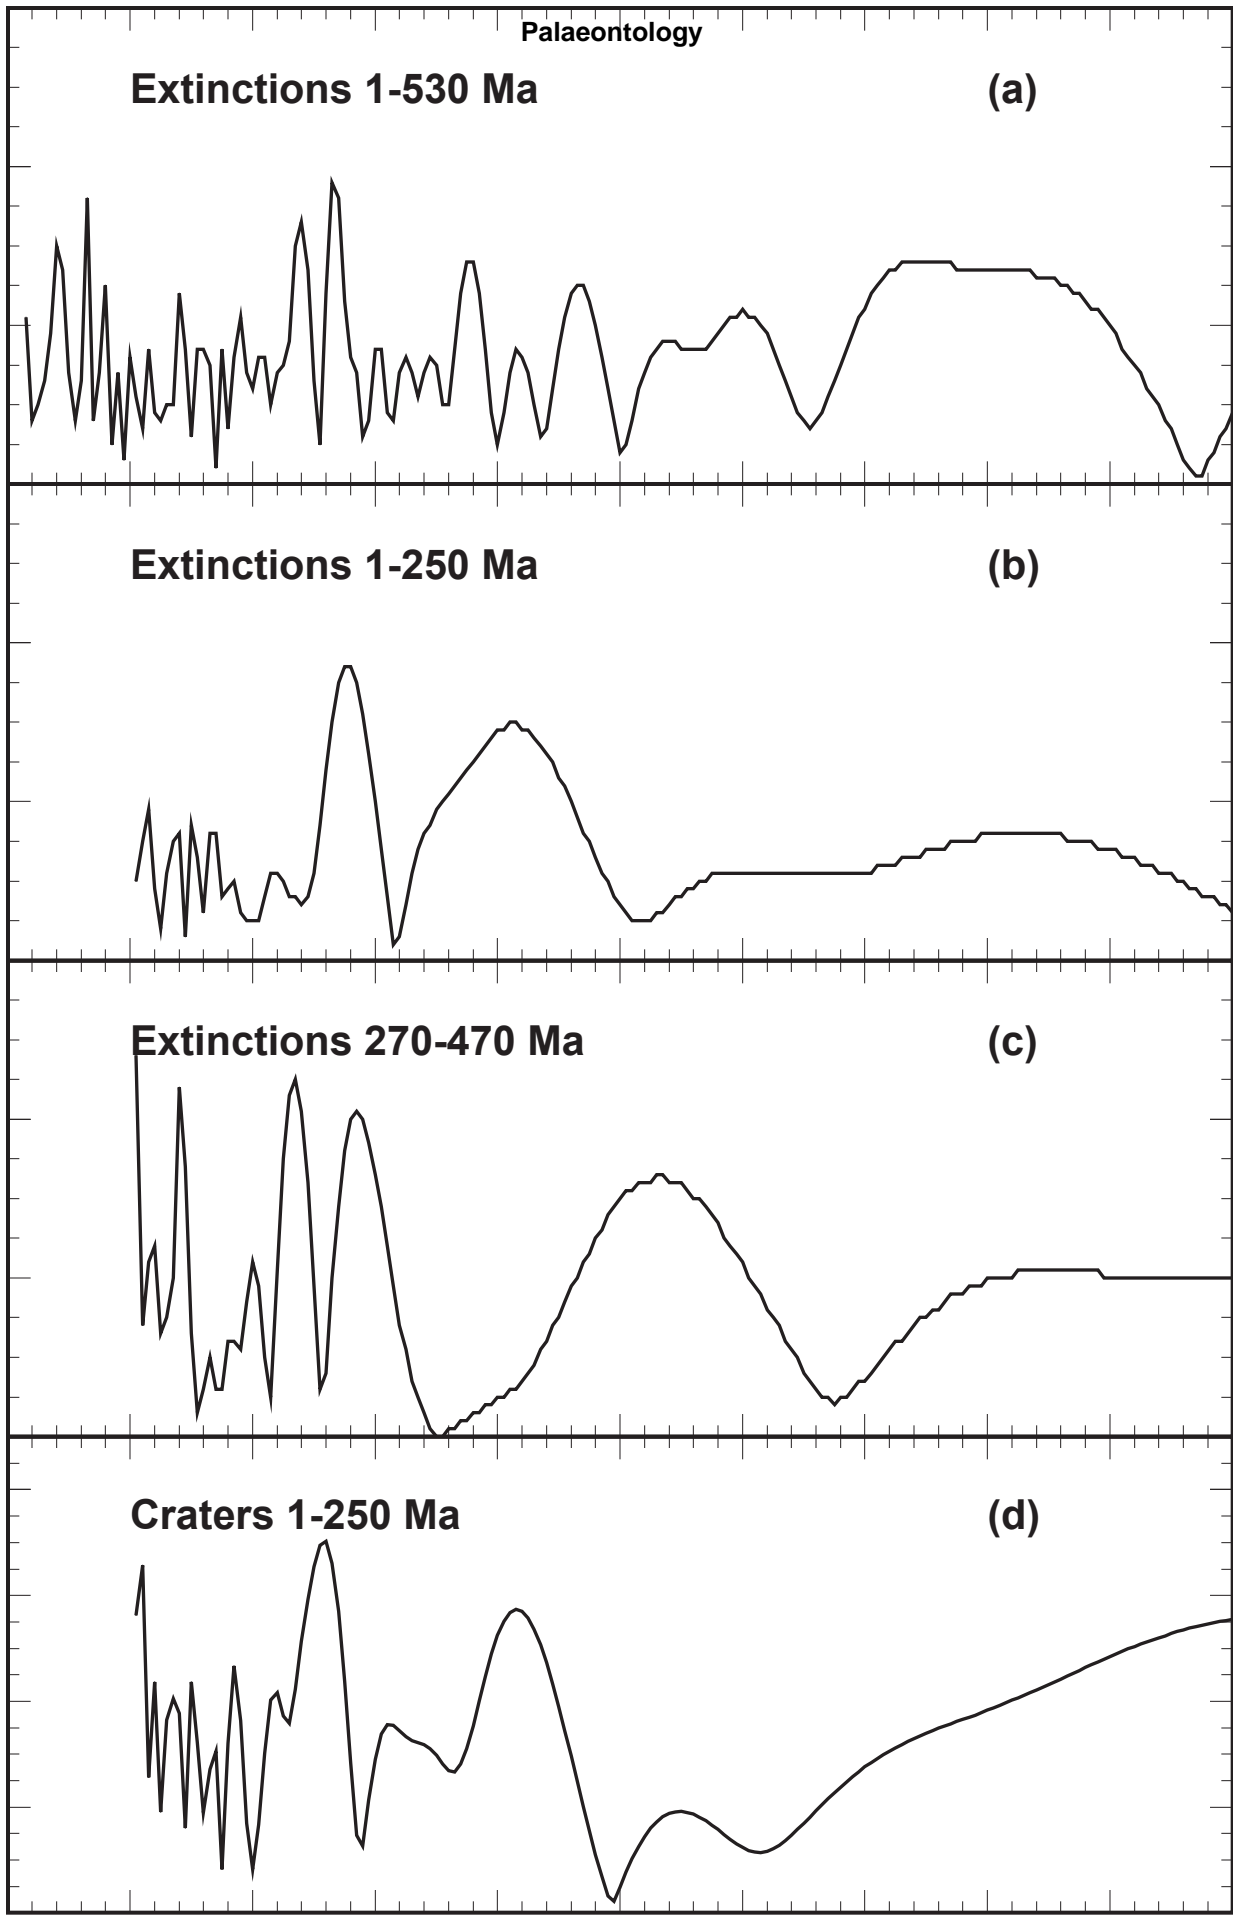 Palaeontology
Extinctions 1-530 Ma (a)
Extinctions 1-250 Ma (b)
Extinctions 270-470 Ma (c)
Craters 1-250 Ma (d)